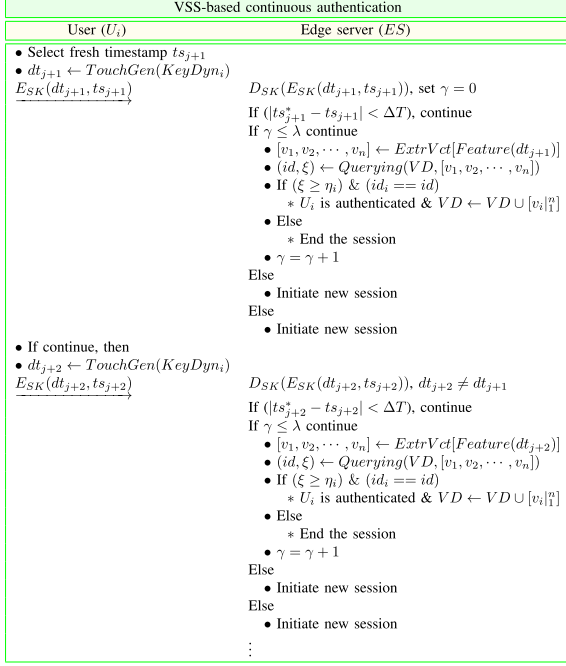 VSS-based continuous authentication
User (U_i) Edge server (ES)
• Select fresh timestamp ts_{j+1}
• dt_{j+1} ← TouchGen(KeyDyn_i)
E_{SK}(dt_{j+1}, ts_{j+1}) D_{SK}(E_{SK}(dt_{j+1}, ts_{j+1})), set γ = 0
If (|ts^*_{j+1} − ts_{j+1}| < ΔT), continue
If γ ≤ λ continue
• [v_1, v_2, ⋯ , v_n] ← ExtrVct[Feature(dt_{j+1})]
• (id, ξ) ← Querying(VD, [v_1, v_2, ⋯ , v_n])
• If (ξ ≥ η_i) & (id_i == id)
∗ U_i is authenticated & VD ← VD ∪ [v_i|^n_1]
• Else
∗ End the session
• γ = γ + 1
Else
• Initiate new session
Else
• Initiate new session
• If continue, then
• dt_{j+2} ← TouchGen(KeyDyn_i)
E_{SK}(dt_{j+2}, ts_{j+2}) D_{SK}(E_{SK}(dt_{j+2}, ts_{j+2})), dt_{j+2} ≠ dt_{j+1}
If (|ts^*_{j+2} − ts_{j+2}| < ΔT), continue
If γ ≤ λ continue
• [v_1, v_2, ⋯ , v_n] ← ExtrVct[Feature(dt_{j+2})]
• (id, ξ) ← Querying(VD, [v_1, v_2, ⋯ , v_n])
• If (ξ ≥ η_i) & (id_i == id)
∗ U_i is authenticated & VD ← VD ∪ [v_i|^n_1]
• Else
∗ End the session
• γ = γ + 1
Else
• Initiate new session
Else
• Initiate new session
⋮